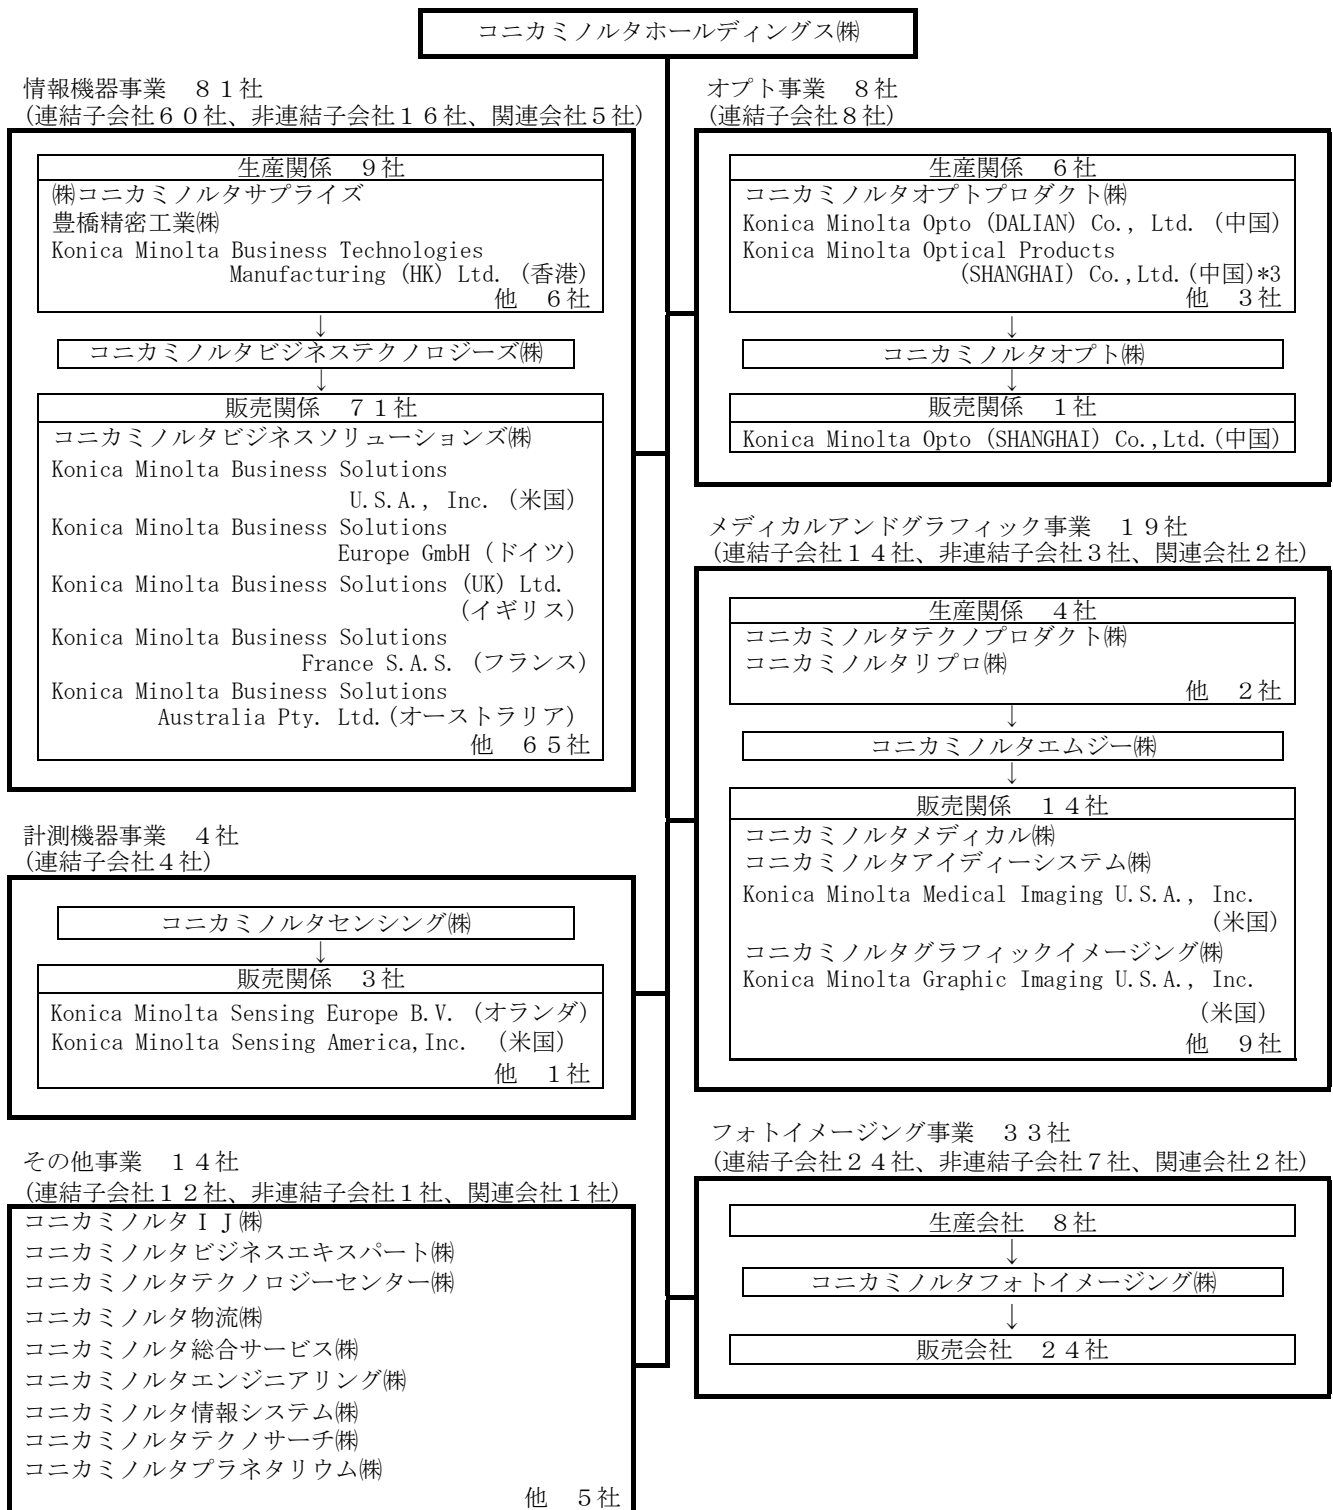 コニカミノルタホールディングス㈱
情報機器事業　８１社
(連結子会社６０社、非連結子会社１６社、関連会社５社)
生産関係　９社
㈱コニカミノルタサプライズ
豊橋精密工業㈱
Konica Minolta Business Technologies
Manufacturing (HK) Ltd. (香港)
他　６社
↓
コニカミノルタビジネステクノロジーズ㈱
↓
販売関係　７１社
コニカミノルタビジネスソリューションズ㈱
Konica Minolta Business Solutions
U.S.A., Inc. (米国)
Konica Minolta Business Solutions
Europe GmbH (ドイツ)
Konica Minolta Business Solutions (UK) Ltd.
(イギリス)
Konica Minolta Business Solutions
France S.A.S. (フランス)
Konica Minolta Business Solutions
Australia Pty. Ltd.(オーストラリア)
他　６５社
計測機器事業　４社
(連結子会社４社)
コニカミノルタセンシング㈱
↓
販売関係　３社
Konica Minolta Sensing Europe B.V. (オランダ)
Konica Minolta Sensing America,Inc. (米国)
他　１社
その他事業　１４社
(連結子会社１２社、非連結子会社１社、関連会社１社)
コニカミノルタＩＪ㈱
コニカミノルタビジネスエキスパート㈱
コニカミノルタテクノロジーセンター㈱
コニカミノルタ物流㈱
コニカミノルタ総合サービス㈱
コニカミノルタエンジニアリング㈱
コニカミノルタ情報システム㈱
コニカミノルタテクノサーチ㈱
コニカミノルタプラネタリウム㈱
他　５社
オプト事業　８社
(連結子会社８社)
生産関係　６社
コニカミノルタオプトプロダクト㈱
Konica Minolta Opto (DALIAN) Co., Ltd. (中国)
Konica Minolta Optical Products
(SHANGHAI) Co.,Ltd.(中国)*3
他　３社
↓
コニカミノルタオプト㈱
↓
販売関係　１社
Konica Minolta Opto (SHANGHAI) Co.,Ltd.(中国)
メディカルアンドグラフィック事業　１９社
(連結子会社１４社、非連結子会社３社、関連会社２社)
生産関係　４社
コニカミノルタテクノプロダクト㈱
コニカミノルタリプロ㈱
他　２社
↓
コニカミノルタエムジー㈱
↓
販売関係　１４社
コニカミノルタメディカル㈱
コニカミノルタアイディーシステム㈱
Konica Minolta Medical Imaging U.S.A., Inc.
(米国)
コニカミノルタグラフィックイメージング㈱
Konica Minolta Graphic Imaging U.S.A., Inc.
(米国)
他　９社
フォトイメージング事業　３３社
(連結子会社２４社、非連結子会社７社、関連会社２社)
生産会社　８社
↓
コニカミノルタフォトイメージング㈱
↓
販売会社　２４社